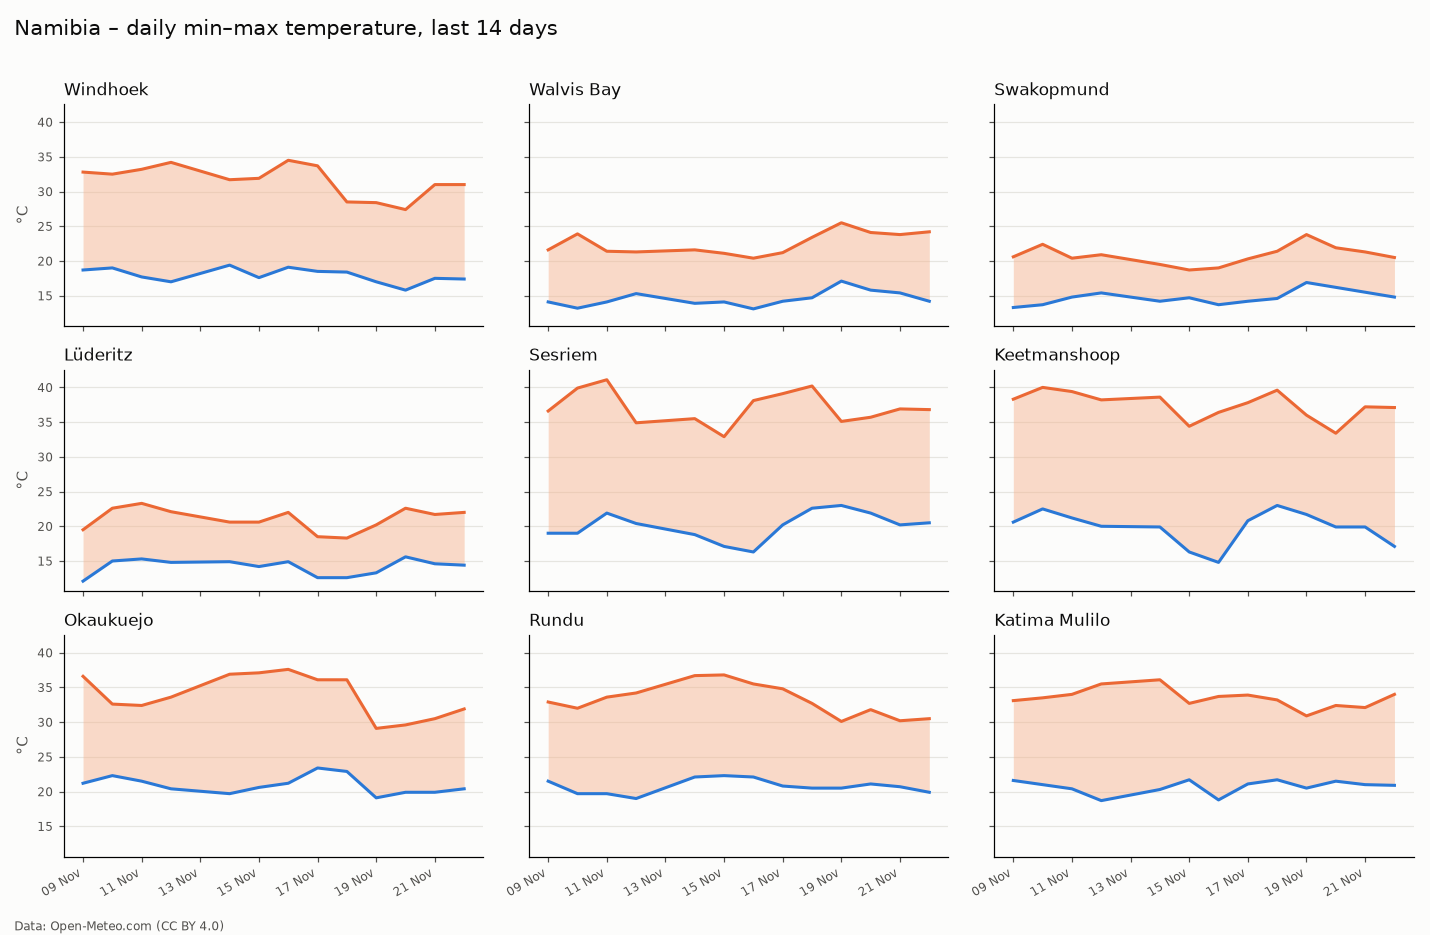 Namibia – daily min–max temperature, last 14 days
Windhoek
Walvis Bay
Swakopmund
40
35
30
25
20
15
°C
Lüderitz
Sesriem
Keetmanshoop
40
35
30
25
20
15
°C
Okaukuejo
Rundu
Katima Mulilo
40
35
30
25
20
15
°C
09 Nov
11 Nov
13 Nov
15 Nov
17 Nov
19 Nov
21 Nov
09 Nov
11 Nov
13 Nov
15 Nov
17 Nov
19 Nov
21 Nov
09 Nov
11 Nov
13 Nov
15 Nov
17 Nov
19 Nov
21 Nov
Data: Open-Meteo.com (CC BY 4.0)